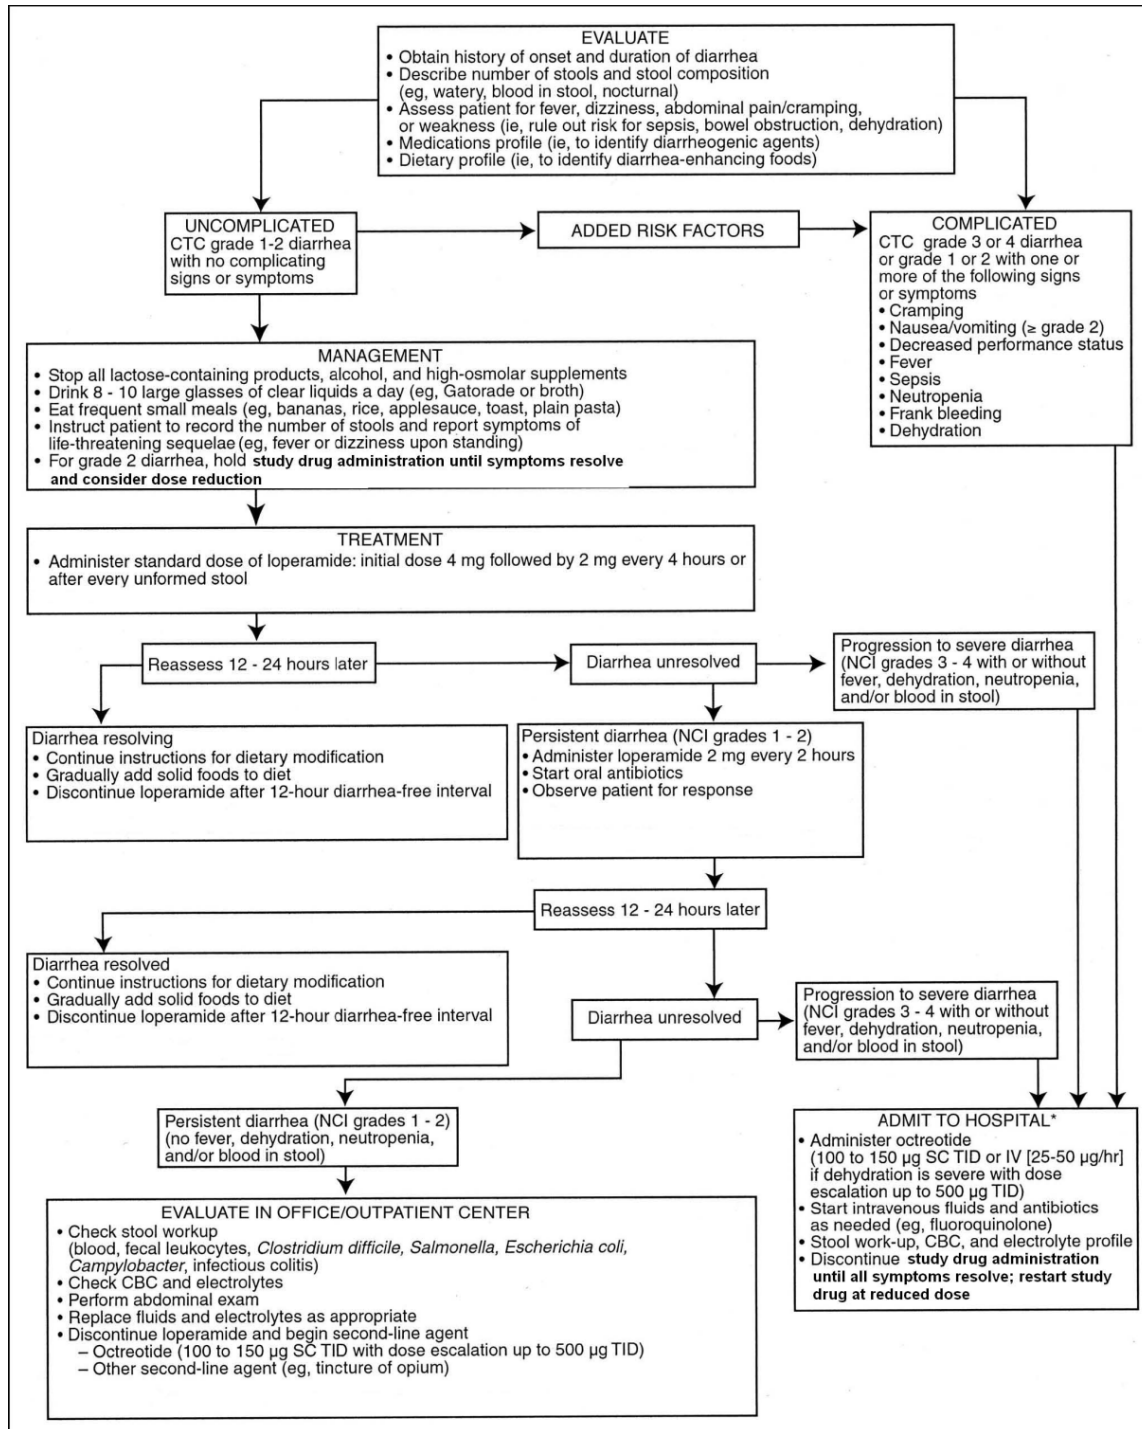 EVALUATE
• Obtain history of onset and duration of diarrhea
• Describe number of stools and stool composition
(eg, watery, blood in stool, nocturnal)
• Assess patient for fever, dizziness, abdominal pain/cramping,
or weakness (ie, rule out risk for sepsis, bowel obstruction, dehydration)
• Medications profile (ie, to identify diarrheogenic agents)
• Dietary profile (ie, to identify diarrhea-enhancing foods)
UNCOMPLICATED
CTC grade 1-2 diarrhea
with no complicating
signs or symptoms
ADDED RISK FACTORS
COMPLICATED
CTC grade 3 or 4 diarrhea
or grade 1 or 2 with one or
more of the following signs
or symptoms
• Cramping
• Nausea/vomiting (≥ grade 2)
• Decreased performance status
• Fever
• Sepsis
• Neutropenia
• Frank bleeding
• Dehydration
MANAGEMENT
• Stop all lactose-containing products, alcohol, and high-osmolar supplements
• Drink 8 - 10 large glasses of clear liquids a day (eg, Gatorade or broth)
• Eat frequent small meals (eg, bananas, rice, applesauce, toast, plain pasta)
• Instruct patient to record the number of stools and report symptoms of
life-threatening sequelae (eg, fever or dizziness upon standing)
• For grade 2 diarrhea, hold study drug administration until symptoms resolve
and consider dose reduction
TREATMENT
• Administer standard dose of loperamide: initial dose 4 mg followed by 2 mg every 4 hours or
after every unformed stool
Reassess 12 - 24 hours later
Diarrhea unresolved
Progression to severe diarrhea
(NCI grades 3 - 4 with or without
fever, dehydration, neutropenia,
and/or blood in stool)
Diarrhea resolving
• Continue instructions for dietary modification
• Gradually add solid foods to diet
• Discontinue loperamide after 12-hour diarrhea-free interval
Persistent diarrhea (NCI grades 1 - 2)
• Administer loperamide 2 mg every 2 hours
• Start oral antibiotics
• Observe patient for response
Reassess 12 - 24 hours later
Diarrhea resolved
• Continue instructions for dietary modification
• Gradually add solid foods to diet
• Discontinue loperamide after 12-hour diarrhea-free interval
Diarrhea unresolved
Progression to severe diarrhea
(NCI grades 3 - 4 with or without
fever, dehydration, neutropenia,
and/or blood in stool)
Persistent diarrhea (NCI grades 1 - 2)
(no fever, dehydration, neutropenia,
and/or blood in stool)
ADMIT TO HOSPITAL*
• Administer octreotide
(100 to 150 µg SC TID or IV [25-50 µg/hr]
if dehydration is severe with dose
escalation up to 500 µg TID)
• Start intravenous fluids and antibiotics
as needed (eg, fluoroquinolone)
• Stool work-up, CBC, and electrolyte profile
• Discontinue study drug administration
until all symptoms resolve; restart study
drug at reduced dose
EVALUATE IN OFFICE/OUTPATIENT CENTER
• Check stool workup
(blood, fecal leukocytes, Clostridium difficile, Salmonella, Escherichia coli,
Campylobacter, infectious colitis)
• Check CBC and electrolytes
• Perform abdominal exam
• Replace fluids and electrolytes as appropriate
• Discontinue loperamide and begin second-line agent
– Octreotide (100 to 150 µg SC TID with dose escalation up to 500 µg TID)
– Other second-line agent (eg, tincture of opium)